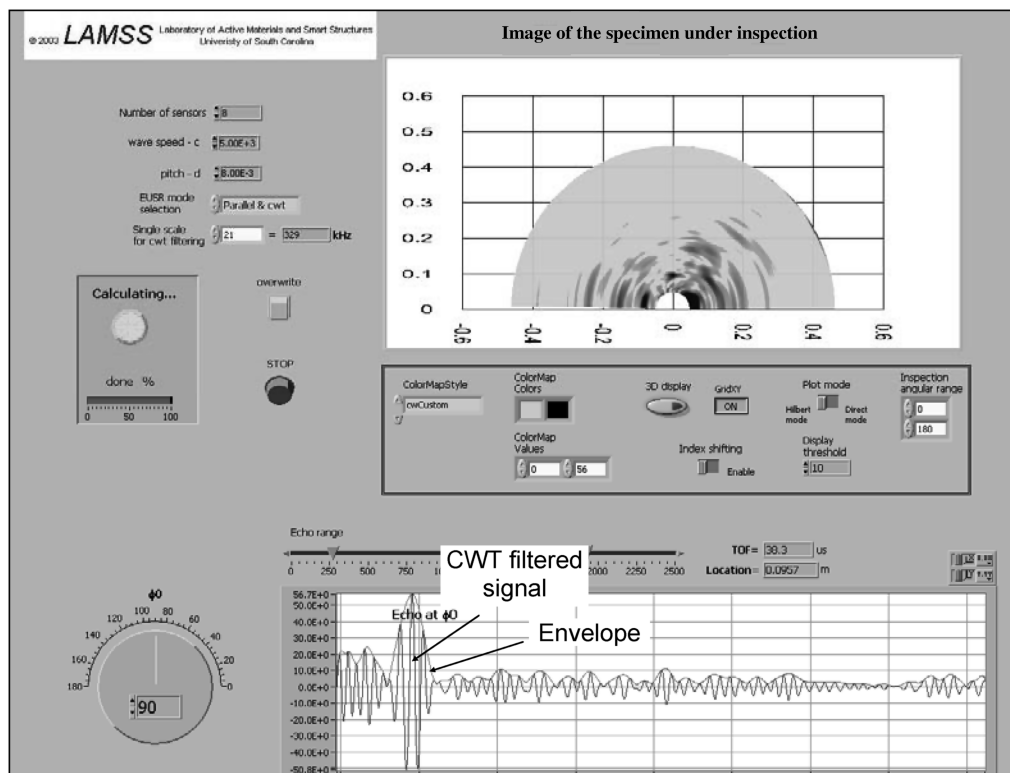 © 2003 LAMSS Laboratory of Active Materials and Smart Structures
Univeristy of South Carolina
Image of the specimen under inspection
Number of sensors 8
wave speed - c 5.00E+3
pitch - d 8.00E-3
EUSR mode
selection Parallel & cwt
Single scale
for cwt filtering 21 = 329 kHz
Calculating...
done %
0 50 100
overwrite
STOP
0.6
0.5
0.4
0.3
0.2
0.1
0
-0.6 -0.4 -0.2 0 0.2 0.4 0.6
ColorMapStyle
cwCustom
ColorMap
Colors
ColorMap
Values
0 56
3D display
GridXY
ON
Index shifting
Enable
Plot mode
Hilbert
mode
Direct
mode
Display
threshold
10
Inspection
angular range
0
180
Echo range
0 250 500 750 2000 2250 2500
TOF= 38.3 us
Location= 0.0957 m
CWT filtered
signal
Echo at ϕ0
Envelope
56.7E+0
50.0E+0
40.0E+0
30.0E+0
20.0E+0
10.0E+0
0.0E+0
-10.0E+0
-20.0E+0
-30.0E+0
-40.0E+0
-50.8E+0
ϕ0
180 160 140 120 100 80 60 40 20 0
90